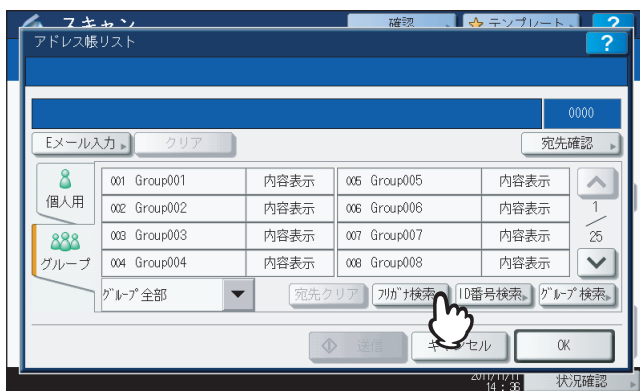 スキャン 確認 テンプレート ?
アドレス帳リスト ?
0000
Eメール入力 クリア 宛先確認
個人用
グループ
001 Group001 内容表示 005 Group005 内容表示
002 Group002 内容表示 006 Group006 内容表示
003 Group003 内容表示 007 Group007 内容表示
004 Group004 内容表示 008 Group008 内容表示
1/25
グループ全部 宛先クリア フリガナ検索 ID番号検索 グループ検索
送信 キャンセル OK
2011/11/11
14:36 状況確認